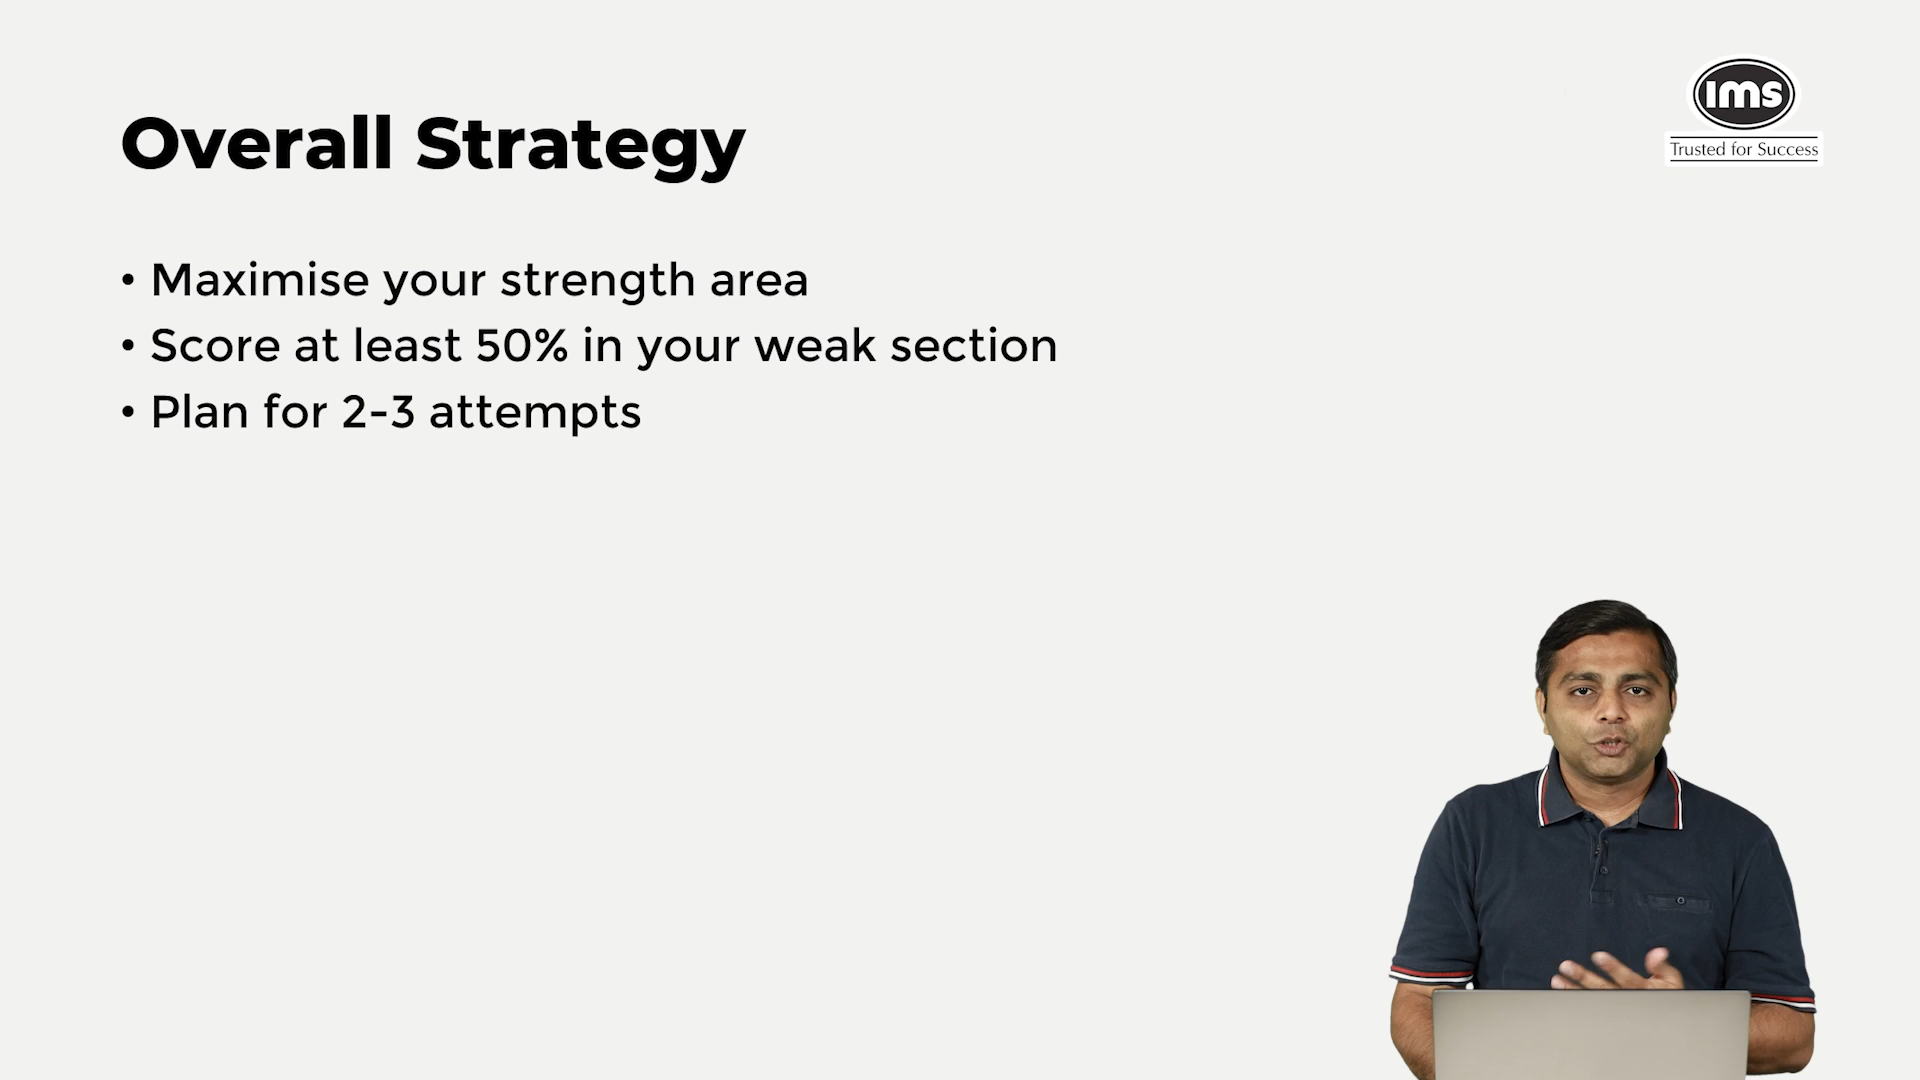 ims
Trusted for Success
Overall Strategy
• Maximise your strength area
• Score at least 50% in your weak section
• Plan for 2-3 attempts